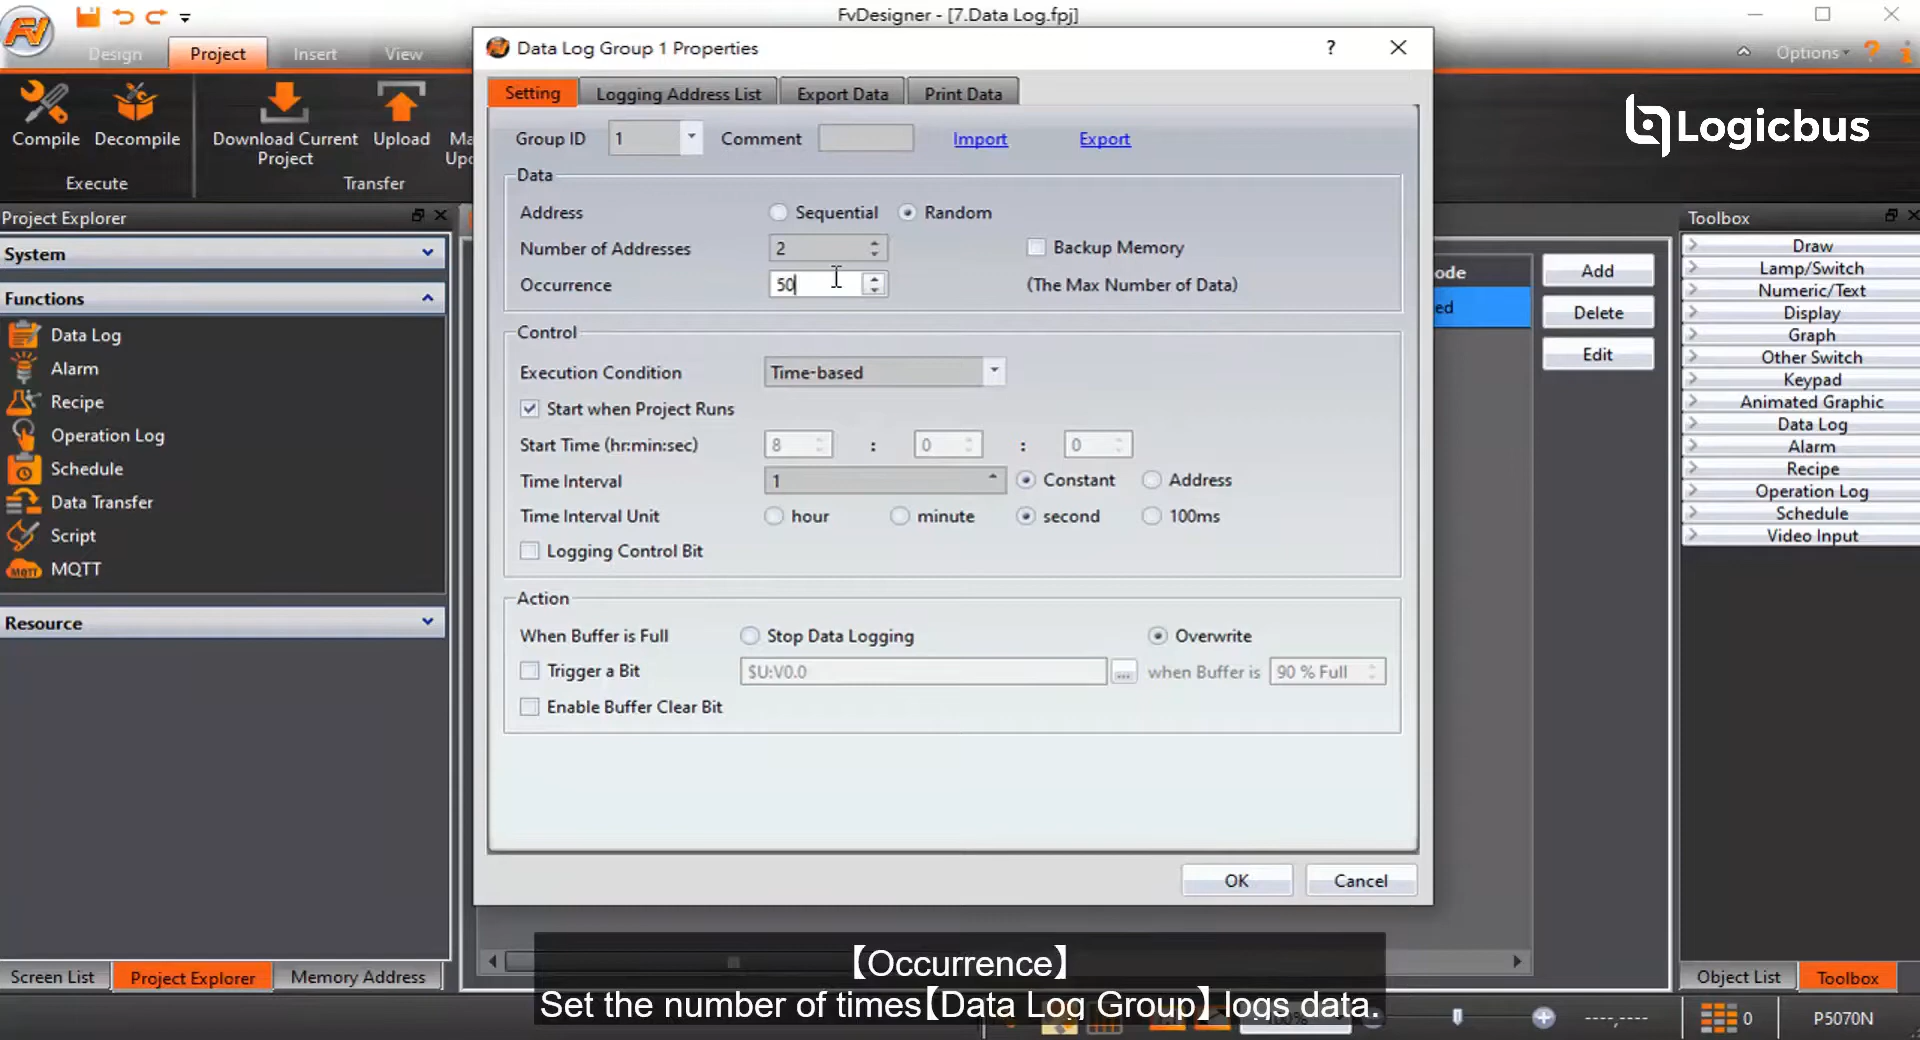 FvDesigner - [7.Data Log.fpj]
Design
Project
Insert
View
Options
Compile
Decompile
Download Current
Project
Upload
Execute
Transfer
Logicbus
Data Log Group 1 Properties
?
Setting
Logging Address List
Export Data
Print Data
Group ID
1
Comment
Import
Export
Data
Address
Sequential
Random
Number of Addresses
2
Backup Memory
Occurrence
50
(The Max Number of Data)
Control
Execution Condition
Time-based
Start when Project Runs
Start Time (hr:min:sec)
8 : 0 : 0
Time Interval
1
Constant
Address
Time Interval Unit
hour
minute
second
100ms
Logging Control Bit
Action
When Buffer is Full
Stop Data Logging
Overwrite
Trigger a Bit
$U:V0.0
...
when Buffer is
90 % Full
Enable Buffer Clear Bit
OK
Cancel
Project Explorer
System
Functions
Data Log
Alarm
Recipe
Operation Log
Schedule
Data Transfer
Script
MQTT
Resource
Screen List
Project Explorer
Memory Address
Add
Delete
Edit
Toolbox
Draw
Lamp/Switch
Numeric/Text
Display
Graph
Other Switch
Keypad
Animated Graphic
Data Log
Alarm
Recipe
Operation Log
Schedule
Video Input
Object List
Toolbox
【Occurrence】
Set the number of times【Data Log Group】logs data.
----,----
0
P5070N